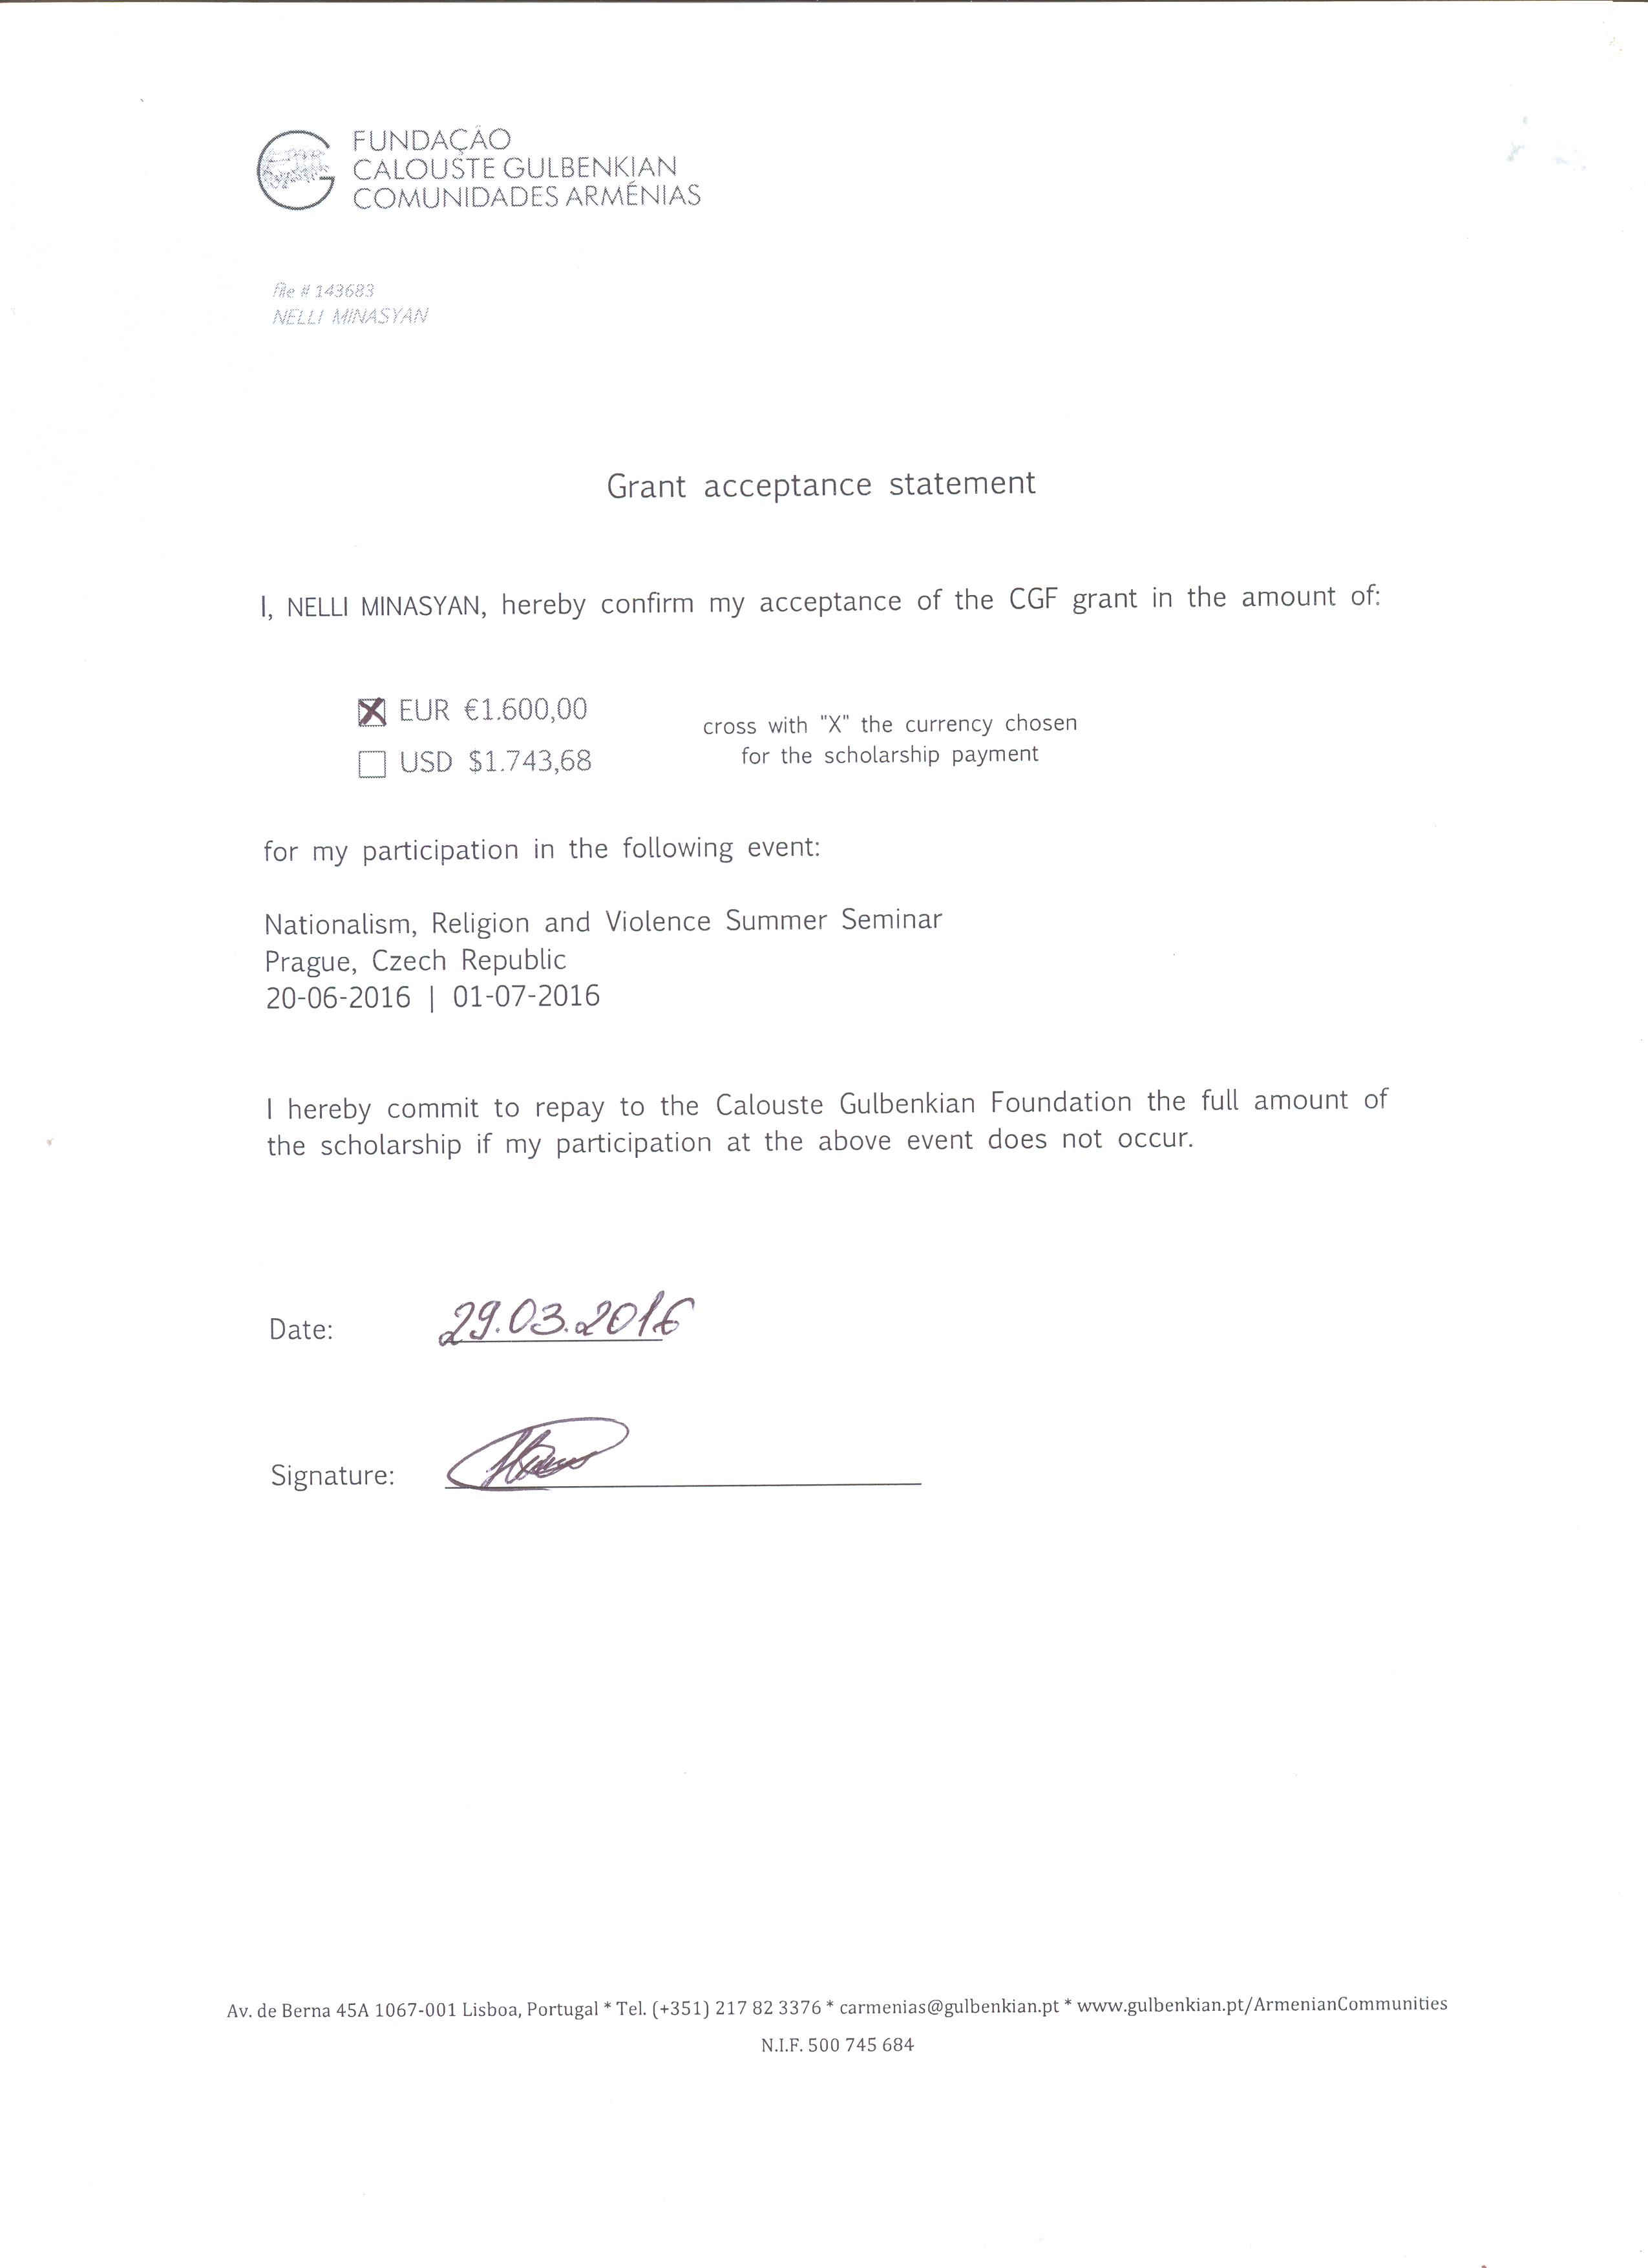 FUNDAÇÃO
CALOUSTE GULBENKIAN
COMUNIDADES ARMÉNIAS
file # 143683
NELLI MINASYAN
Grant acceptance statement
I, NELLI MINASYAN, hereby confirm my acceptance of the CGF grant in the amount of:
X EUR €1.600,00
USD $1.743,68
cross with "X" the currency chosen
for the scholarship payment
for my participation in the following event:
Nationalism, Religion and Violence Summer Seminar
Prague, Czech Republic
20-06-2016 | 01-07-2016
I hereby commit to repay to the Calouste Gulbenkian Foundation the full amount of
the scholarship if my participation at the above event does not occur.
Date: 29.03.2016
Signature:
Av. de Berna 45A 1067-001 Lisboa, Portugal * Tel. (+351) 217 82 3376 * carmenias@gulbenkian.pt * www.gulbenkian.pt/ArmenianCommunities
N.I.F. 500 745 684